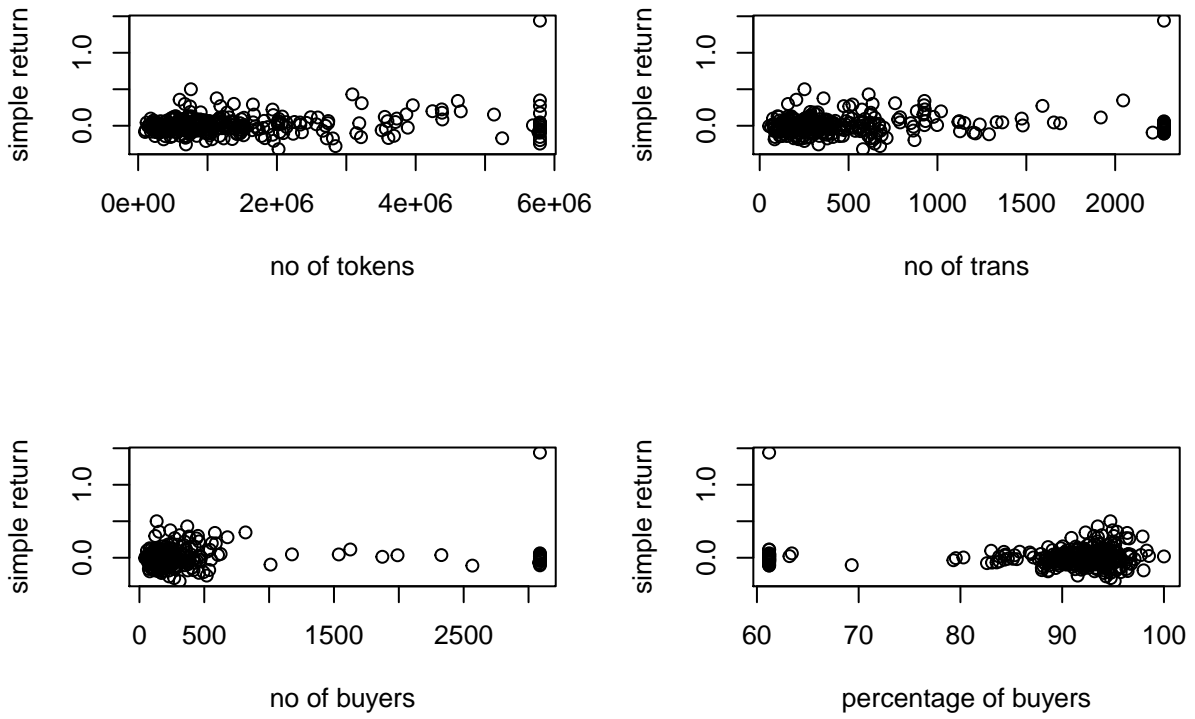 simple return
1.0
0.0
0e+00 2e+06 4e+06 6e+06
no of tokens
simple return
1.0
0.0
0 500 1000 1500 2000
no of trans
simple return
1.0
0.0
0 500 1500 2500
no of buyers
simple return
1.0
0.0
60 70 80 90 100
percentage of buyers